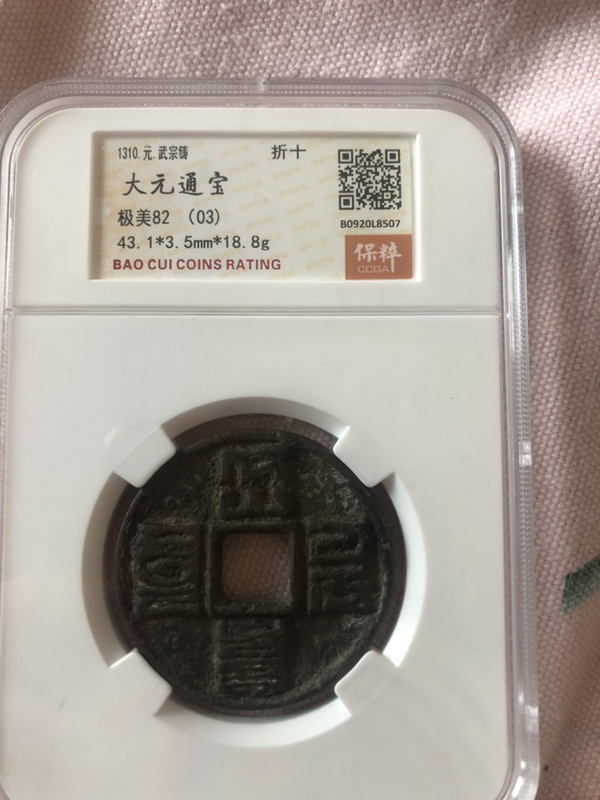 1310.元.武宗铸 折十
大元通宝
极美82 (03)
B0920L8507
43.1*3.5mm*18.8g
保粹
CCGA
BAO CUI COINS RATING